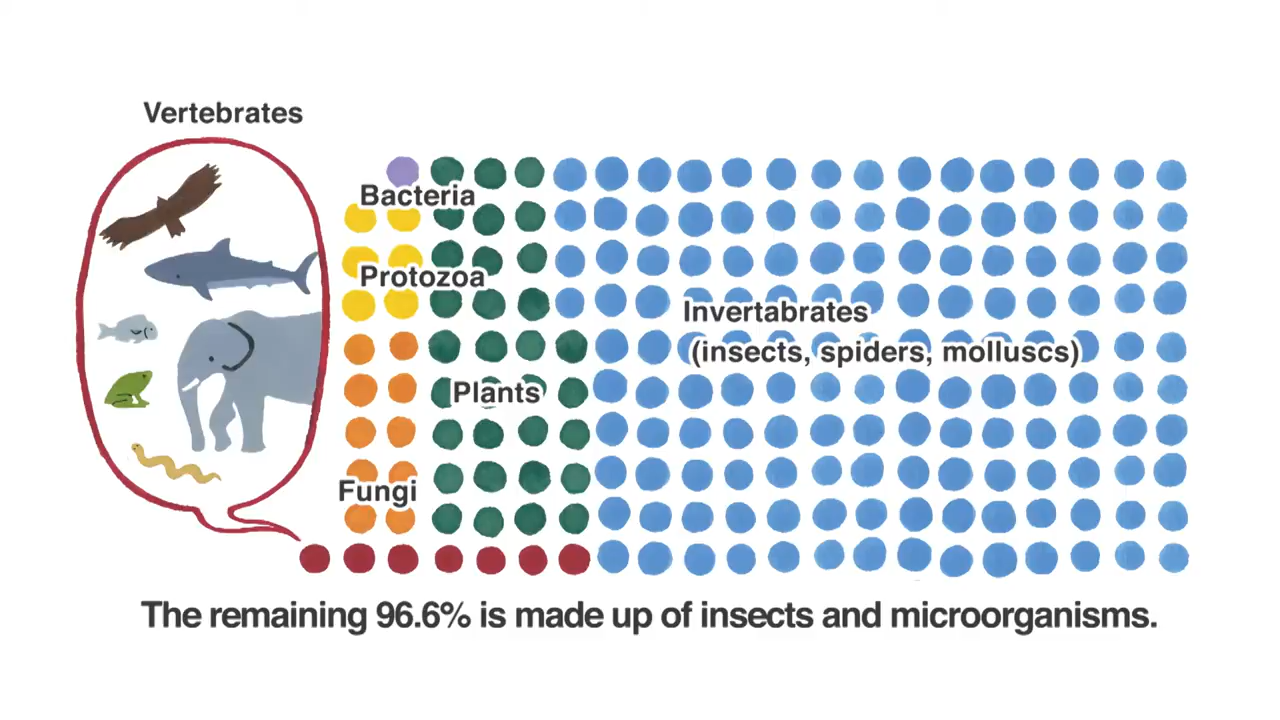 Vertebrates
Bacteria
Protozoa
Invertabrates
(insects, spiders, molluscs)
Plants
Fungi
The remaining 96.6% is made up of insects and microorganisms.